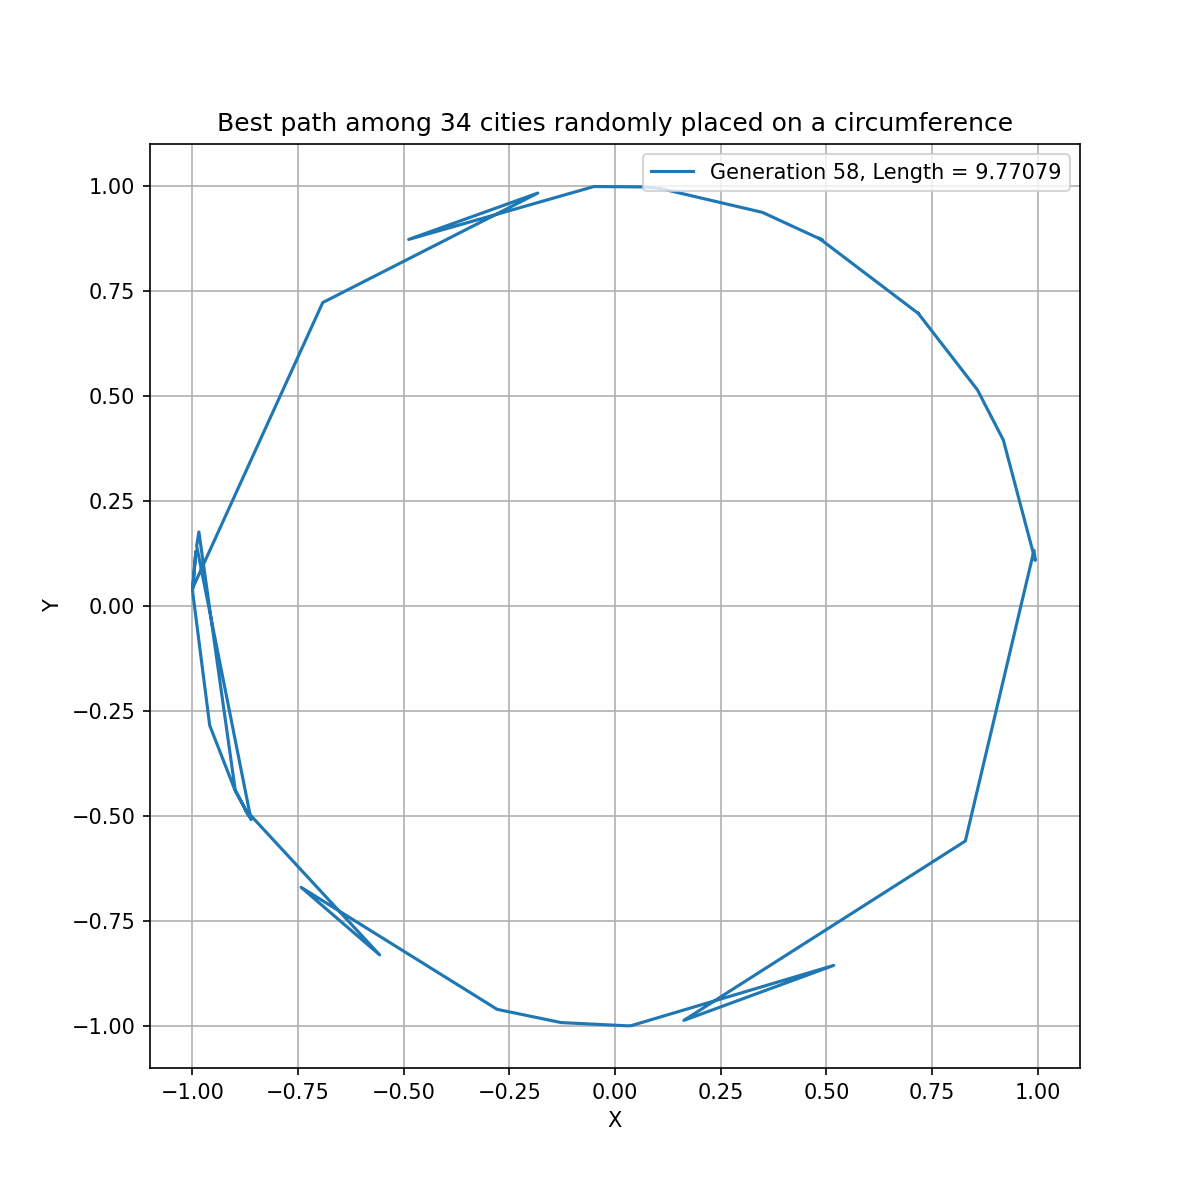 Best path among 34 cities randomly placed on a circumference
Generation 58, Length = 9.77079
1.00
0.75
0.50
0.25
0.00
−0.25
−0.50
−0.75
−1.00
Y
−1.00 −0.75 −0.50 −0.25 0.00 0.25 0.50 0.75 1.00
X